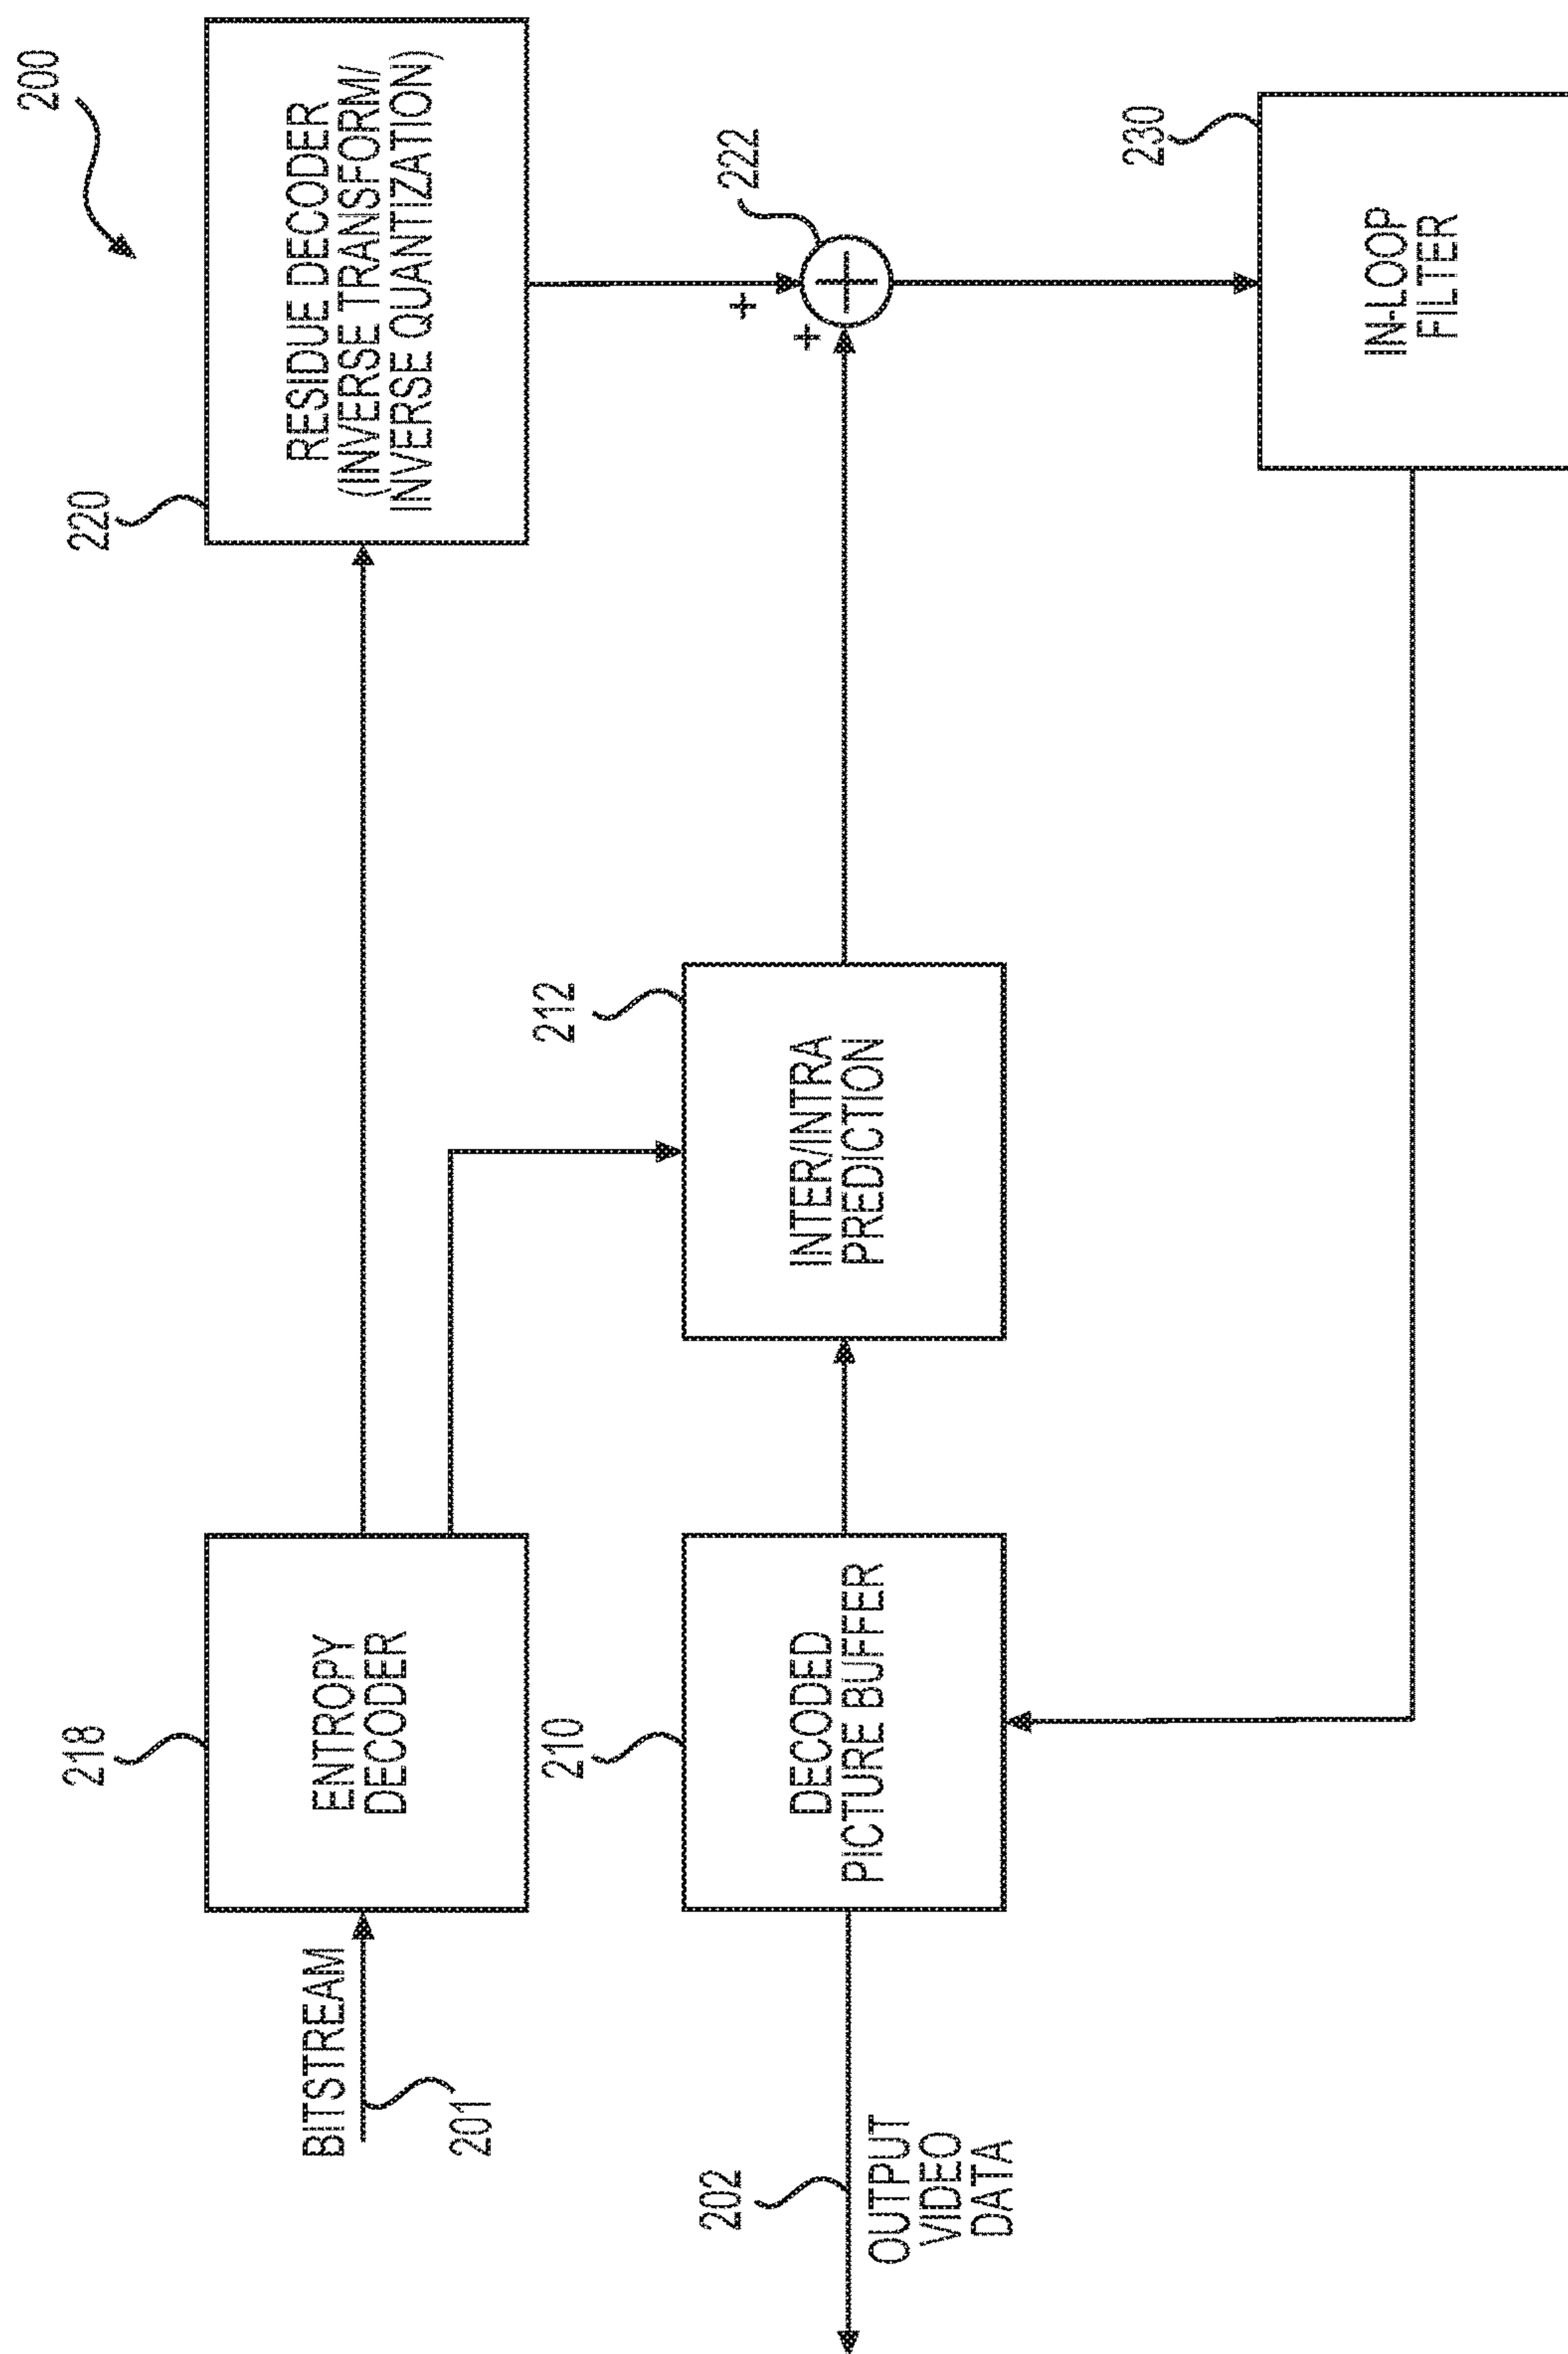 200
220
RESIDUE DECODER
(INVERSE TRANSFORM/
INVERSE QUANTIZATION)
218
ENTROPY
DECODER
BITSTREAM
201
222
+
+
212
INTER/INTRA
PREDICTION
210
DECODED
PICTURE BUFFER
202
OUTPUT
VIDEO
DATA
230
IN-LOOP
FILTER